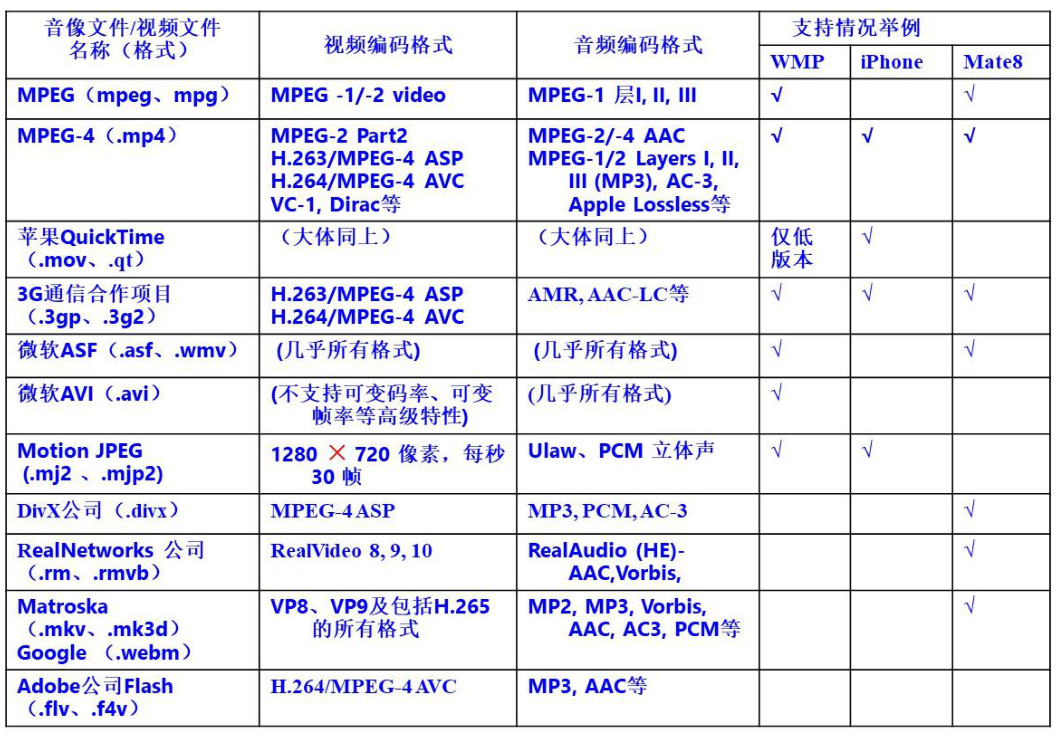 音像文件/视频文件
名称（格式）
视频编码格式
音频编码格式
支持情况举例
WMP
iPhone
Mate8
MPEG（mpeg、mpg）
MPEG -1/-2 video
MPEG-1 层I, II, III
√
√
MPEG-4（.mp4）
MPEG-2 Part2
H.263/MPEG-4 ASP
H.264/MPEG-4 AVC
VC-1, Dirac等
MPEG-2/-4 AAC
MPEG-1/2 Layers I, II,
III (MP3), AC-3,
Apple Lossless等
√
√
√
苹果QuickTime
（.mov、.qt）
（大体同上）
（大体同上）
仅低
版本
√
3G通信合作项目
（.3gp、.3g2）
H.263/MPEG-4 ASP
H.264/MPEG-4 AVC
AMR, AAC-LC等
√
√
√
微软ASF（.asf、.wmv）
(几乎所有格式)
(几乎所有格式)
√
√
微软AVI（.avi）
(不支持可变码率、可变
帧率等高级特性)
(几乎所有格式)
√
Motion JPEG
(.mj2 、.mjp2)
1280 × 720 像素，每秒
30 帧
Ulaw、PCM 立体声
√
√
DivX公司（.divx）
MPEG-4 ASP
MP3, PCM, AC-3
√
RealNetworks 公司
（.rm、.rmvb）
RealVideo 8, 9, 10
RealAudio (HE)-
AAC,Vorbis,
√
Matroska
（.mkv、.mk3d）
Google （.webm）
VP8、VP9及包括H.265
的所有格式
MP2, MP3, Vorbis,
AAC, AC3, PCM等
√
Adobe公司Flash
（.flv、.f4v）
H.264/MPEG-4 AVC
MP3, AAC等